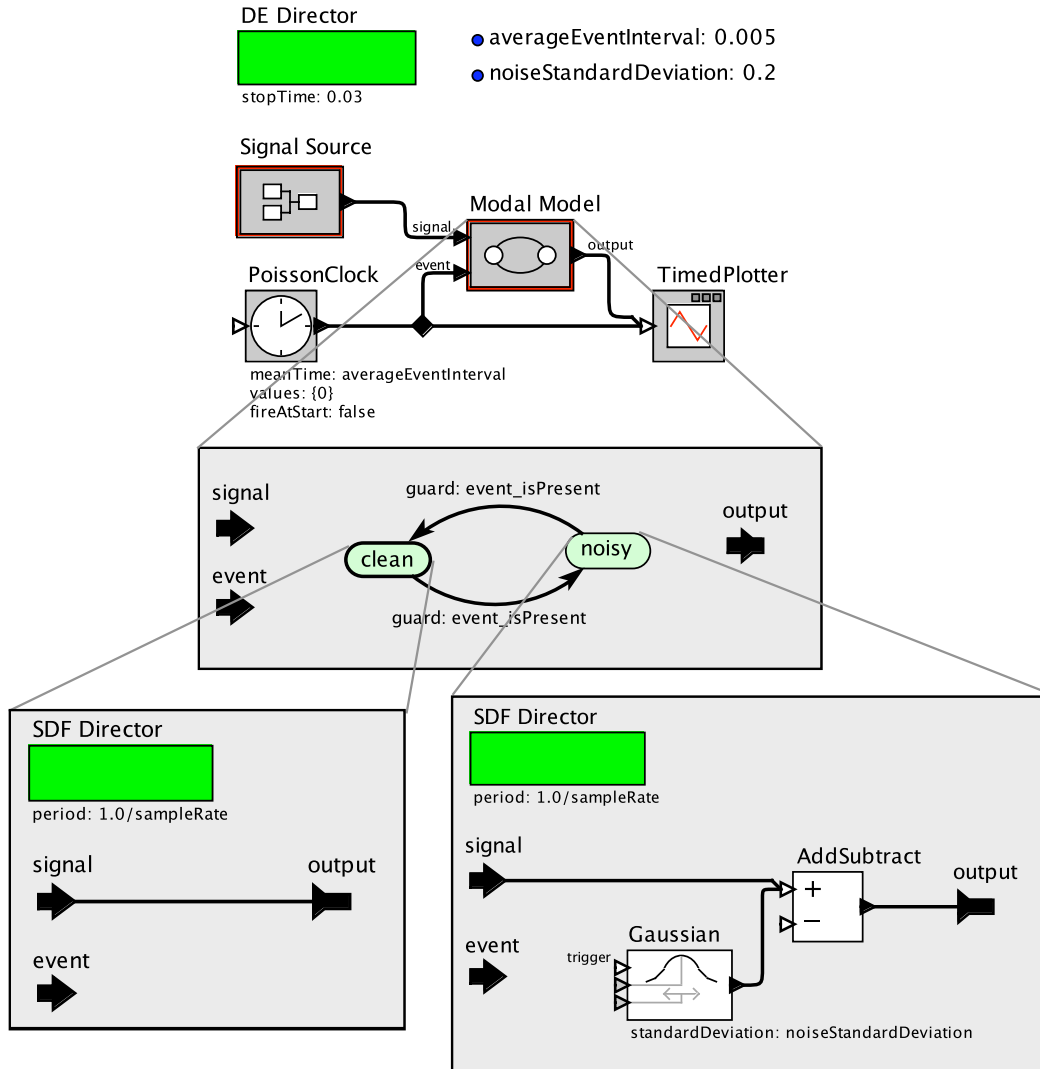 DE Director
averageEventInterval: 0.005
noiseStandardDeviation: 0.2
stopTime: 0.03
Signal Source
Modal Model
signal
output
event
PoissonClock
TimedPlotter
meanTime: averageEventInterval
values: {0}
fireAtStart: false
signal
guard: event_isPresent
output
clean
noisy
event
guard: event_isPresent
SDF Director
period: 1.0/sampleRate
signal
output
event
SDF Director
period: 1.0/sampleRate
signal
AddSubtract
output
+
−
event
Gaussian
trigger
standardDeviation: noiseStandardDeviation